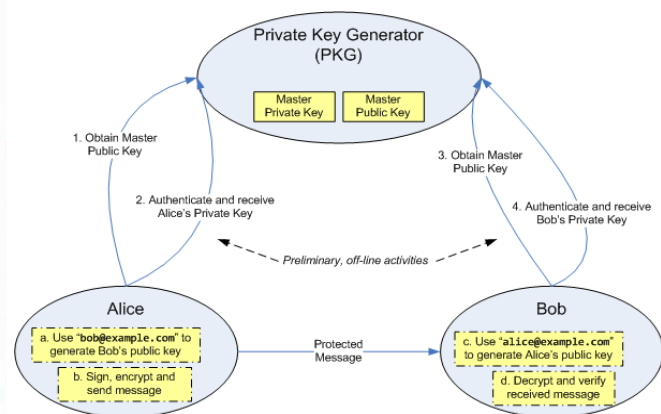 Private Key Generator
(PKG)
Master
Private Key
Master
Public Key
1. Obtain Master
Public Key
2. Authenticate and receive
Alice's Private Key
3. Obtain Master
Public Key
4. Authenticate and receive
Bob's Private Key
Preliminary, off-line activities
Alice
a. Use "bob@example.com" to
generate Bob's public key
b. Sign, encrypt and
send message
Protected
Message
Bob
c. Use "alice@example.com"
to generate Alice's public key
d. Decrypt and verify
received message